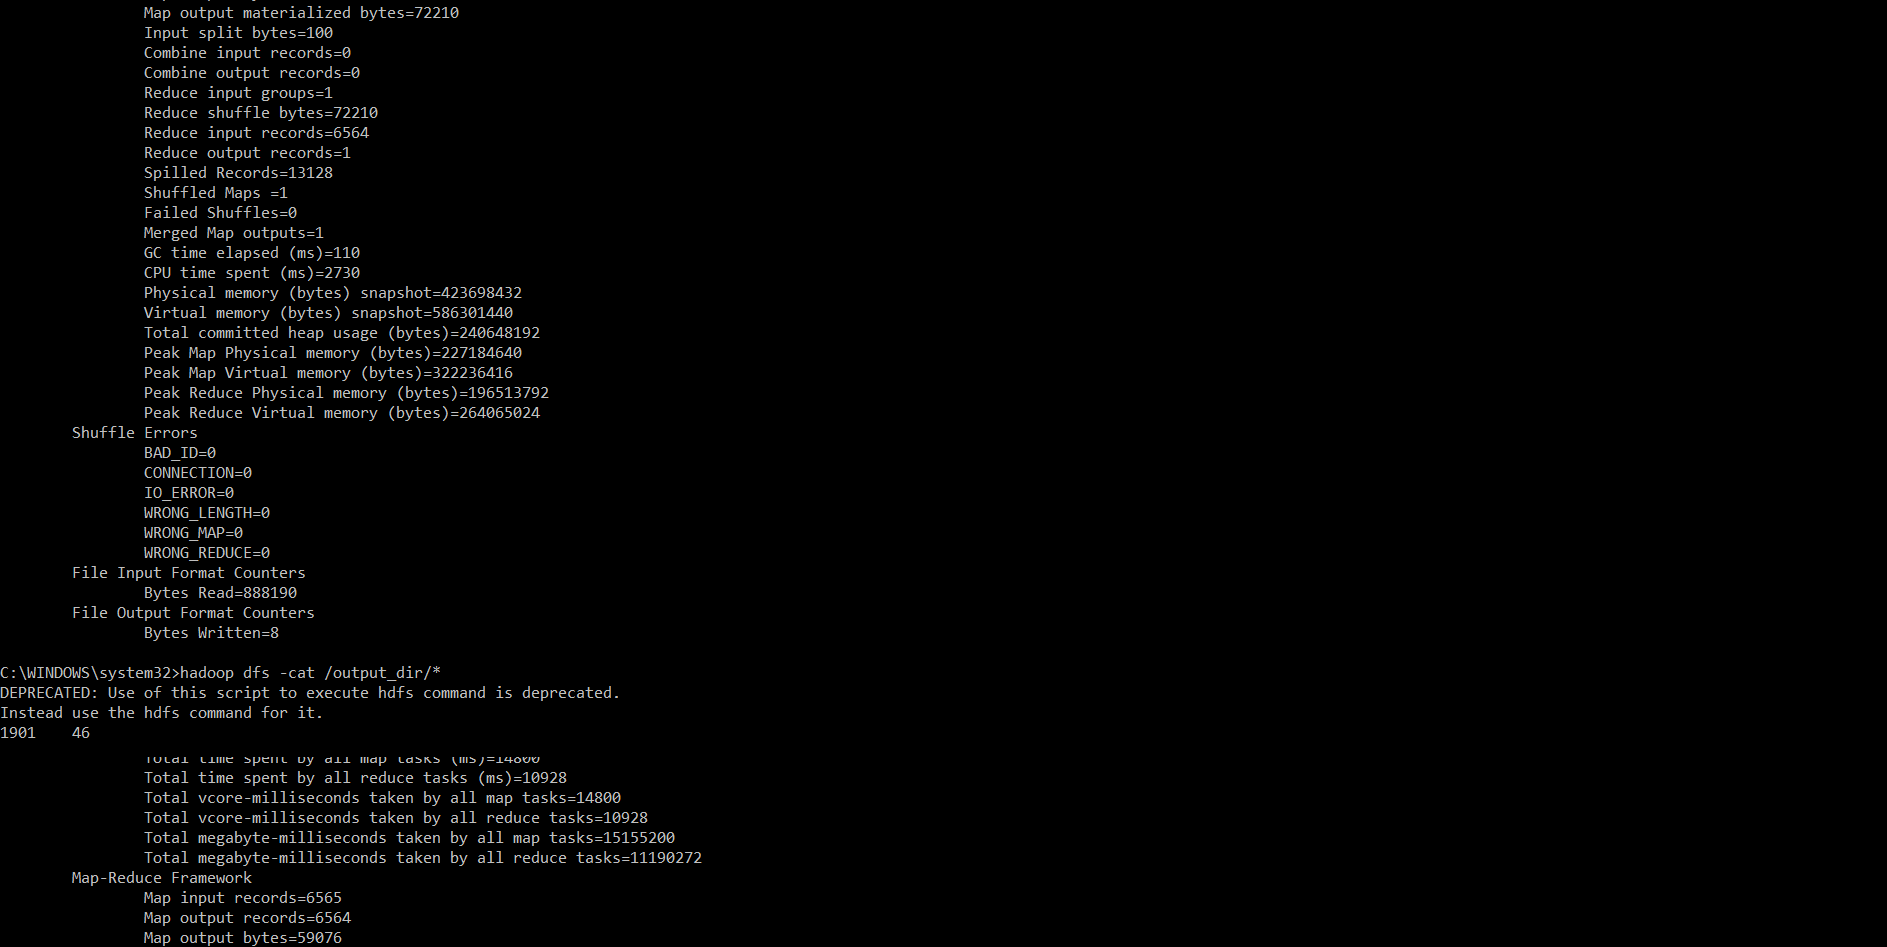 Map output materialized bytes=72210
Input split bytes=100
Combine input records=0
Combine output records=0
Reduce input groups=1
Reduce shuffle bytes=72210
Reduce input records=6564
Reduce output records=1
Spilled Records=13128
Shuffled Maps =1
Failed Shuffles=0
Merged Map outputs=1
GC time elapsed (ms)=110
CPU time spent (ms)=2730
Physical memory (bytes) snapshot=423698432
Virtual memory (bytes) snapshot=586301440
Total committed heap usage (bytes)=240648192
Peak Map Physical memory (bytes)=227184640
Peak Map Virtual memory (bytes)=322236416
Peak Reduce Physical memory (bytes)=196513792
Peak Reduce Virtual memory (bytes)=264065024
Shuffle Errors
BAD_ID=0
CONNECTION=0
IO_ERROR=0
WRONG_LENGTH=0
WRONG_MAP=0
WRONG_REDUCE=0
File Input Format Counters
Bytes Read=888190
File Output Format Counters
Bytes Written=8
C:\WINDOWS\system32>hadoop dfs -cat /output_dir/*
DEPRECATED: Use of this script to execute hdfs command is deprecated.
Instead use the hdfs command for it.
1901    46
Total time spent by all map tasks (ms)=14800
Total time spent by all reduce tasks (ms)=10928
Total vcore-milliseconds taken by all map tasks=14800
Total vcore-milliseconds taken by all reduce tasks=10928
Total megabyte-milliseconds taken by all map tasks=15155200
Total megabyte-milliseconds taken by all reduce tasks=11190272
Map-Reduce Framework
Map input records=6565
Map output records=6564
Map output bytes=59076